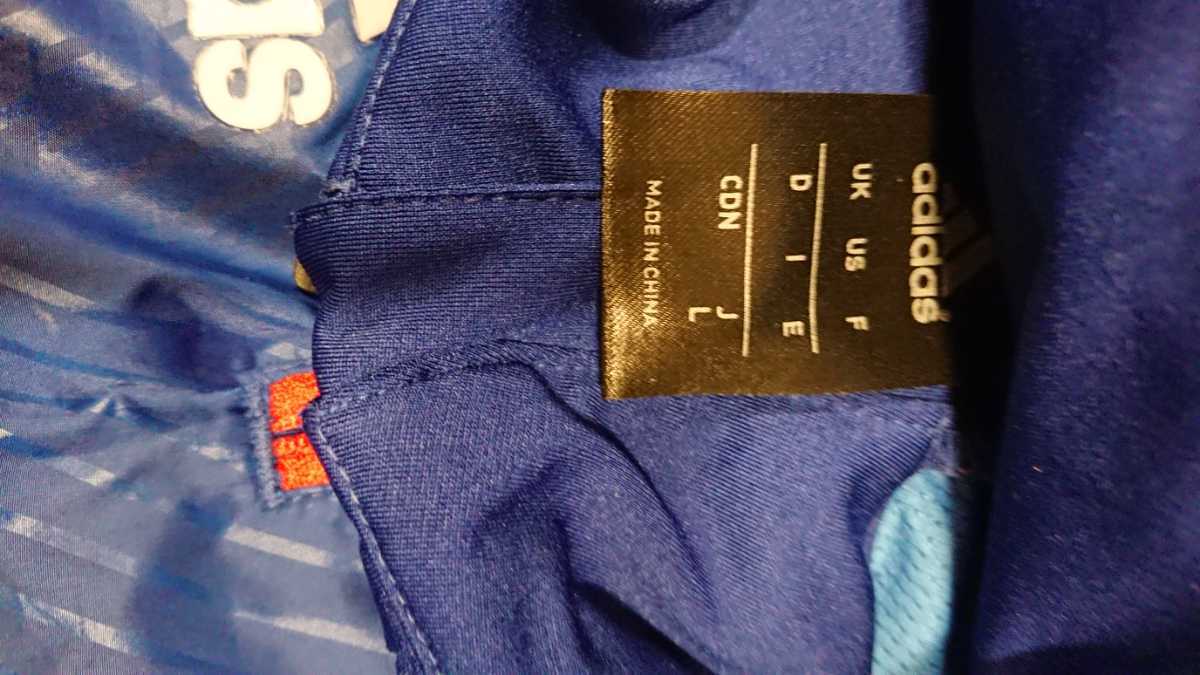 adidas
UK US F
D I E
CDN J
L
MADE IN CHINA